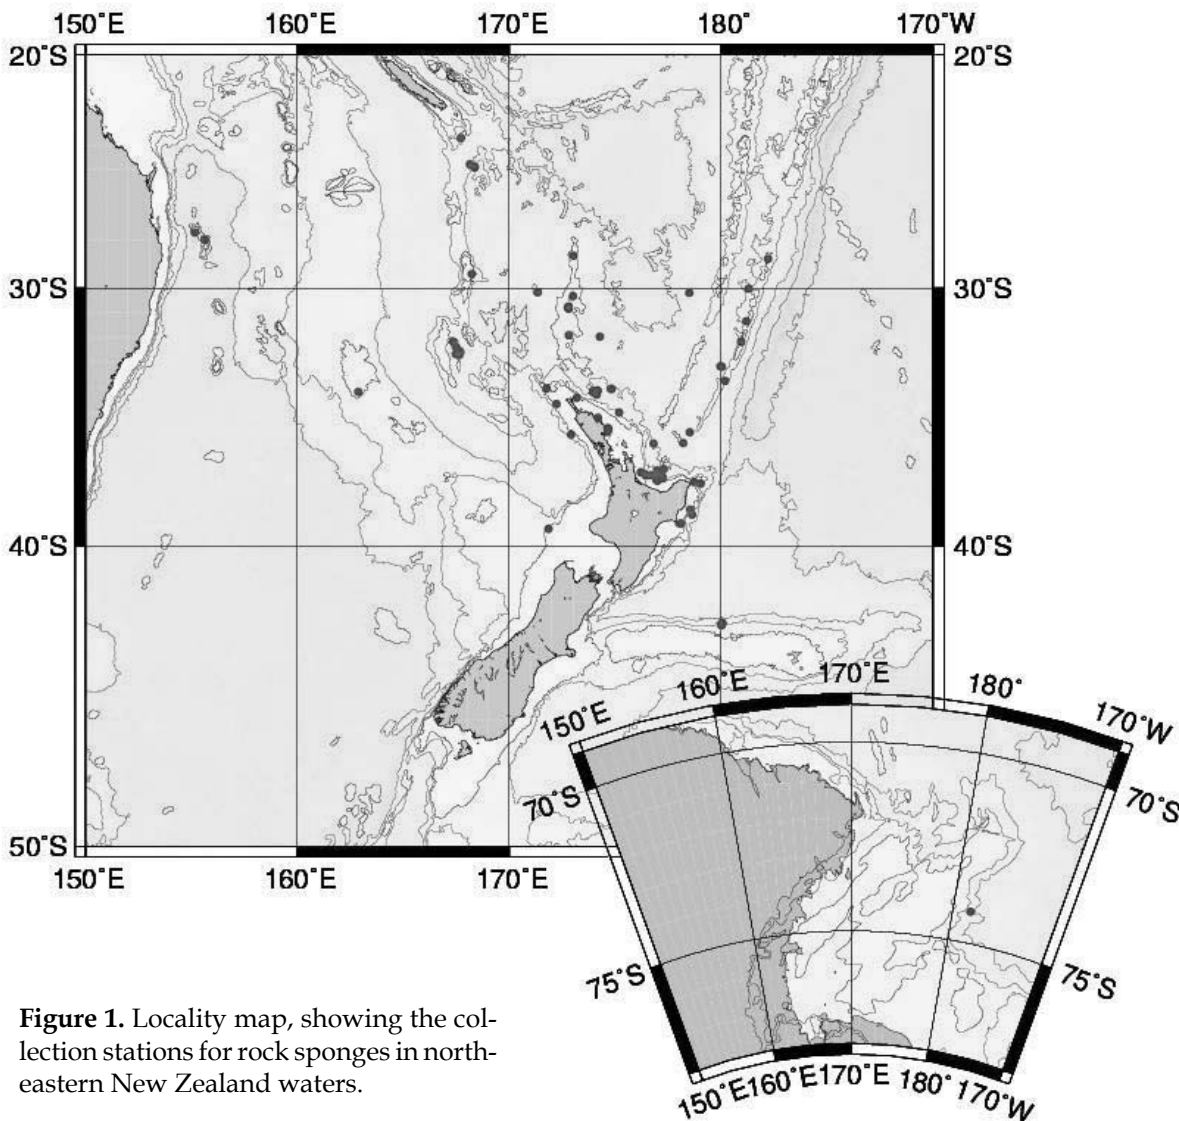 150°E 160°E 170°E 180° 170°W
20°S 20°S
30°S 30°S
40°S 40°S
50°S
150°E 160°E 170°E
150°E 160°E 170°E 180° 170°W
70°S 70°S
75°S 75°S
150°E 160°E 170°E 180° 170°W
Figure 1. Locality map, showing the col-
lection stations for rock sponges in north-
eastern New Zealand waters.